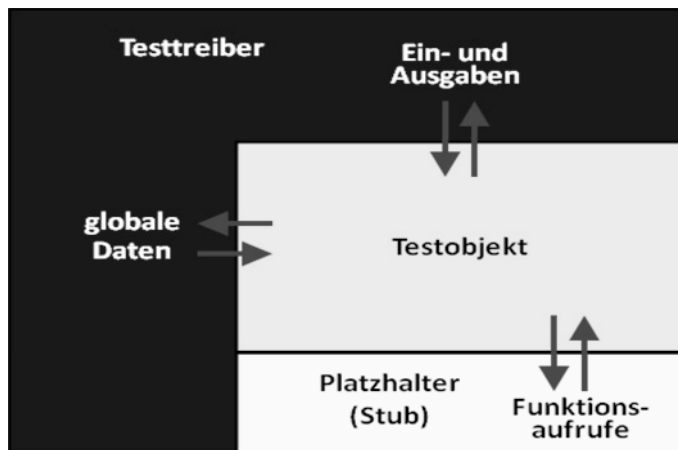 Testtreiber
Ein- und
Ausgaben
globale
Daten
Testobjekt
Platzhalter
(Stub)
Funktions-
aufrufe